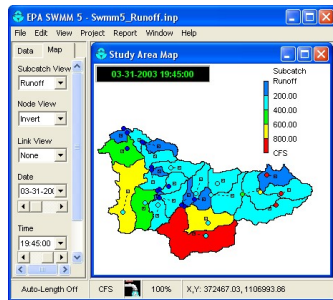 EPA SWMM 5 - Swmm5_Runoff.inp
File Edit View Project Report Window Help
Data Map
Subcatch View
Runoff
Node View
Invert
Link View
None
Date
03-31-200
Time
19:45:00
Study Area Map
03-31-2003 19:45:00
Subcatch
Runoff
200.00
400.00
600.00
800.00
CFS
Auto-Length Off CFS 100% X,Y: 372467.03, 1106993.86